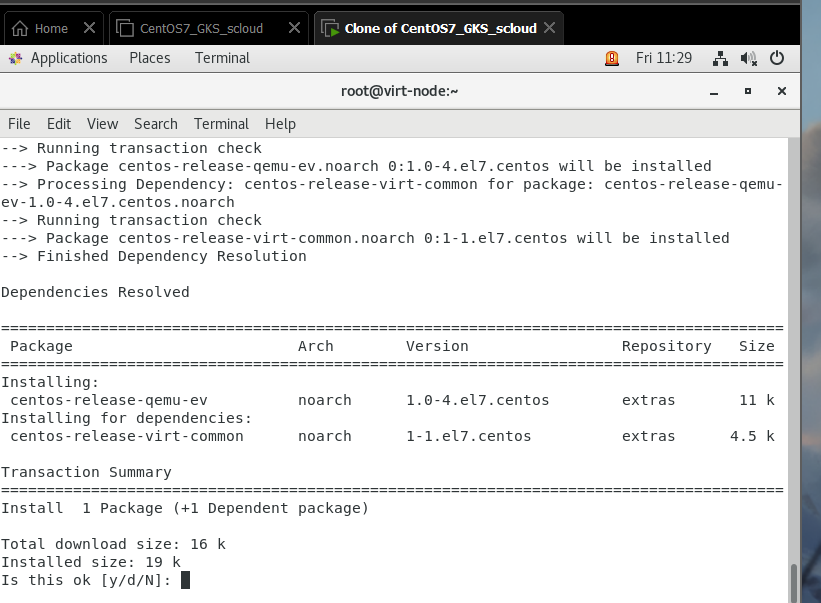 Home
CentOS7_GKS_scloud
Clone of CentOS7_GKS_scloud
Applications Places Terminal Fri 11:29
root@virt-node:~
File Edit View Search Terminal Help
--> Running transaction check
---> Package centos-release-qemu-ev.noarch 0:1.0-4.el7.centos will be installed
--> Processing Dependency: centos-release-virt-common for package: centos-release-qemu-
ev-1.0-4.el7.centos.noarch
--> Running transaction check
---> Package centos-release-virt-common.noarch 0:1-1.el7.centos will be installed
--> Finished Dependency Resolution
Dependencies Resolved
=======================================================================================
Package Arch Version Repository Size
=======================================================================================
Installing:
centos-release-qemu-ev noarch 1.0-4.el7.centos extras 11 k
Installing for dependencies:
centos-release-virt-common noarch 1-1.el7.centos extras 4.5 k
Transaction Summary
=======================================================================================
Install 1 Package (+1 Dependent package)
Total download size: 16 k
Installed size: 19 k
Is this ok [y/d/N]: